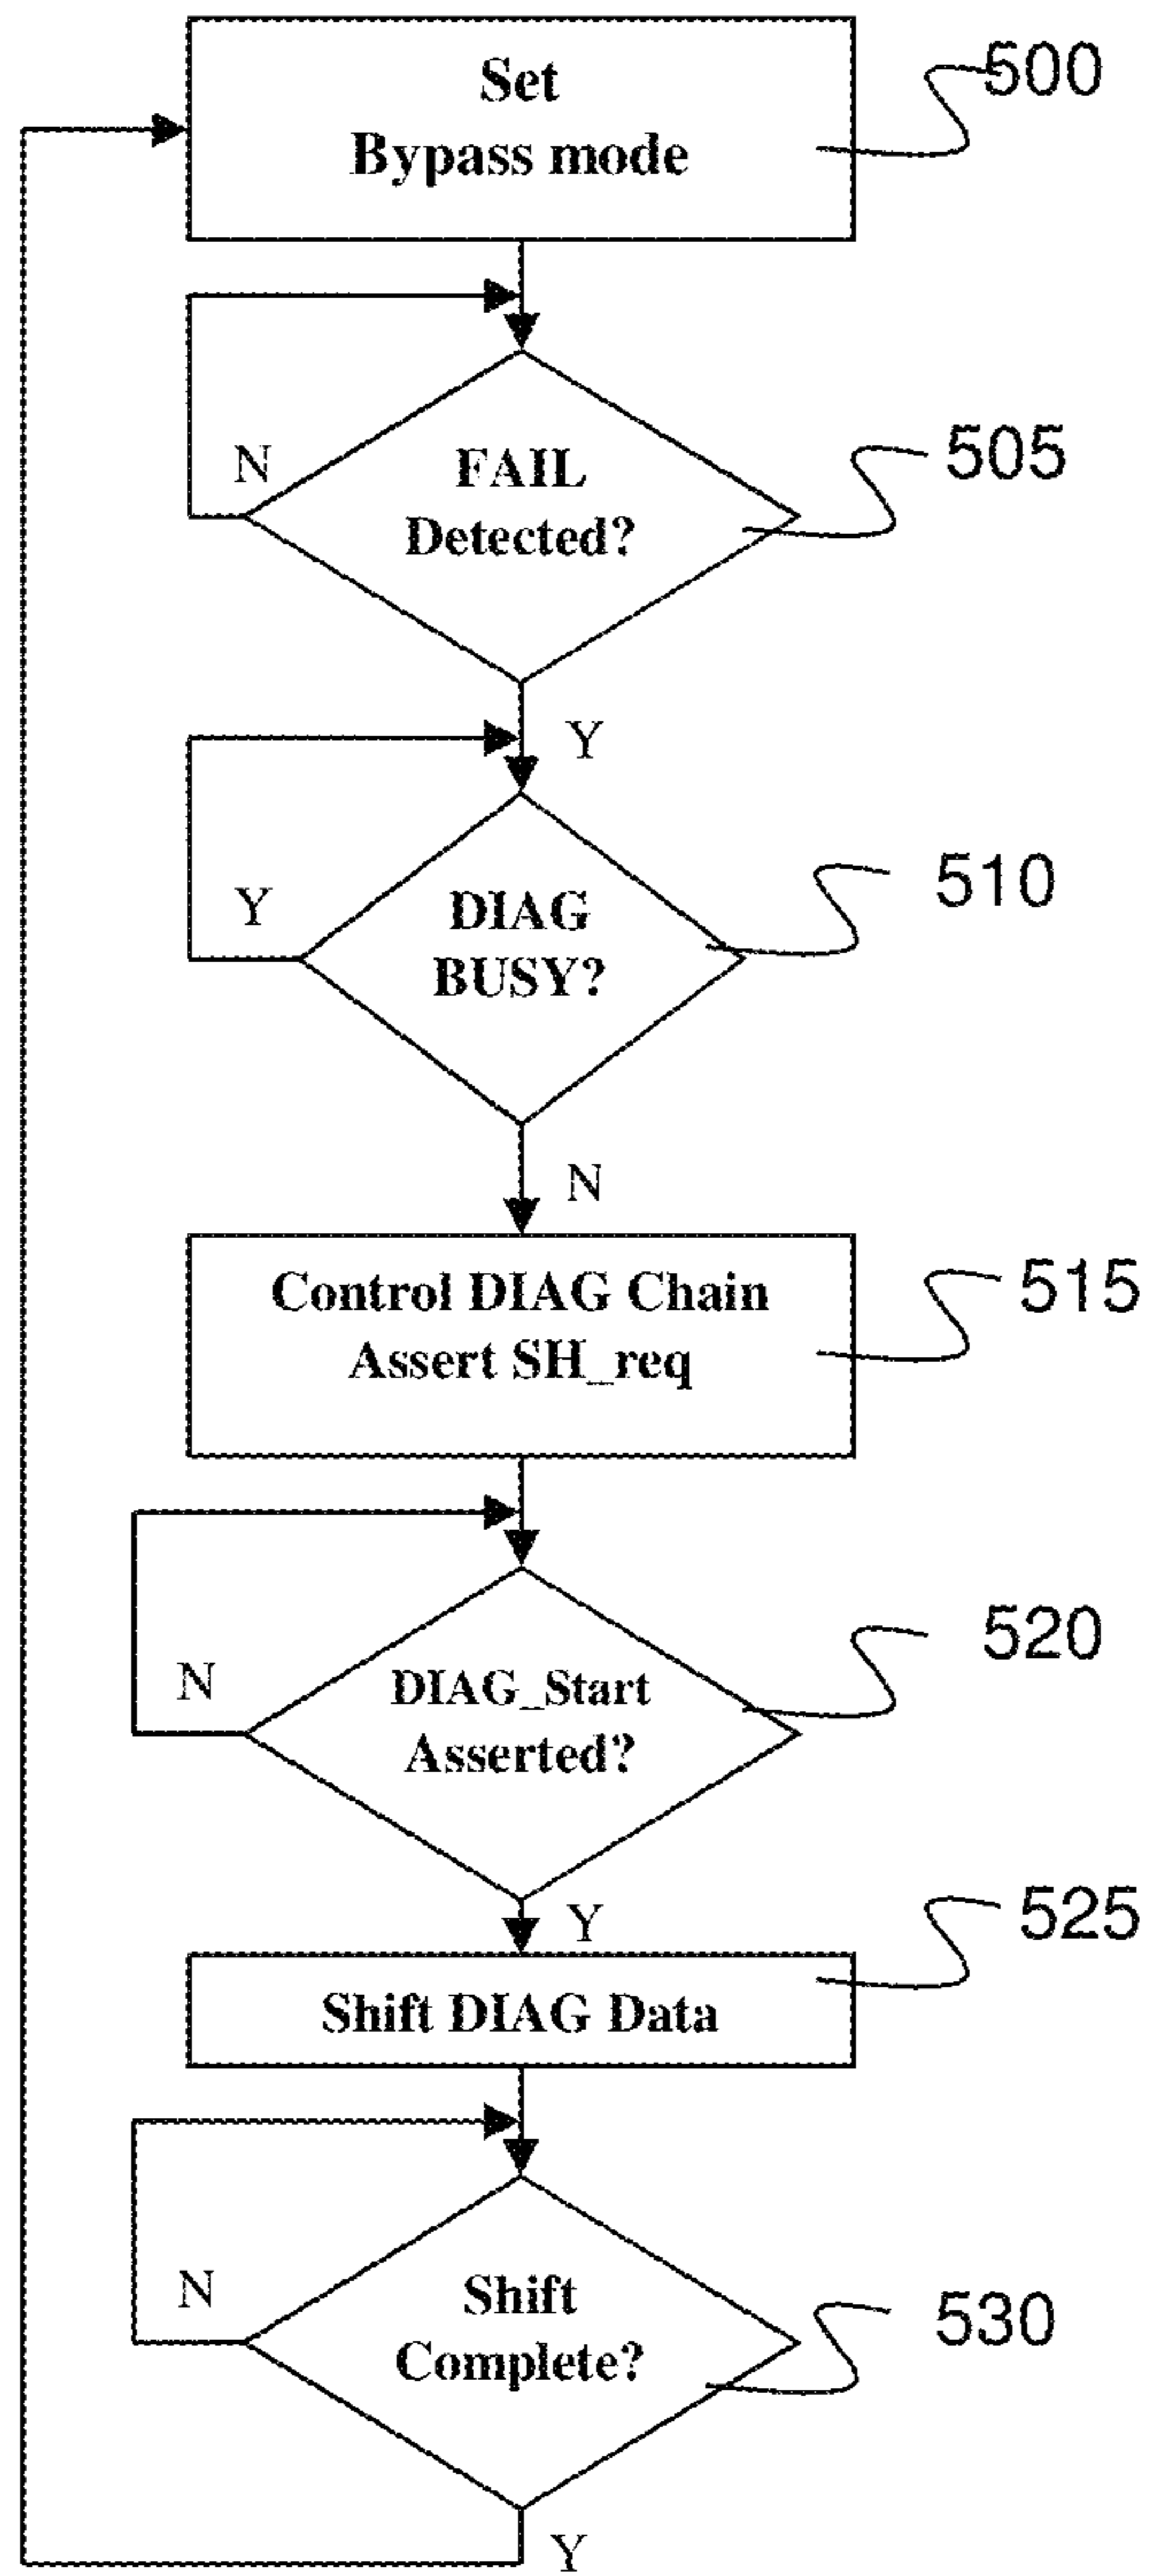 Set
Bypass mode
500
N
FAIL
Detected?
505
Y
Y
DIAG
BUSY?
510
N
Control DIAG Chain
Assert SH_req
515
N
DIAG_Start
Asserted?
520
Y
Shift DIAG Data
525
N
Shift
Complete?
530
Y